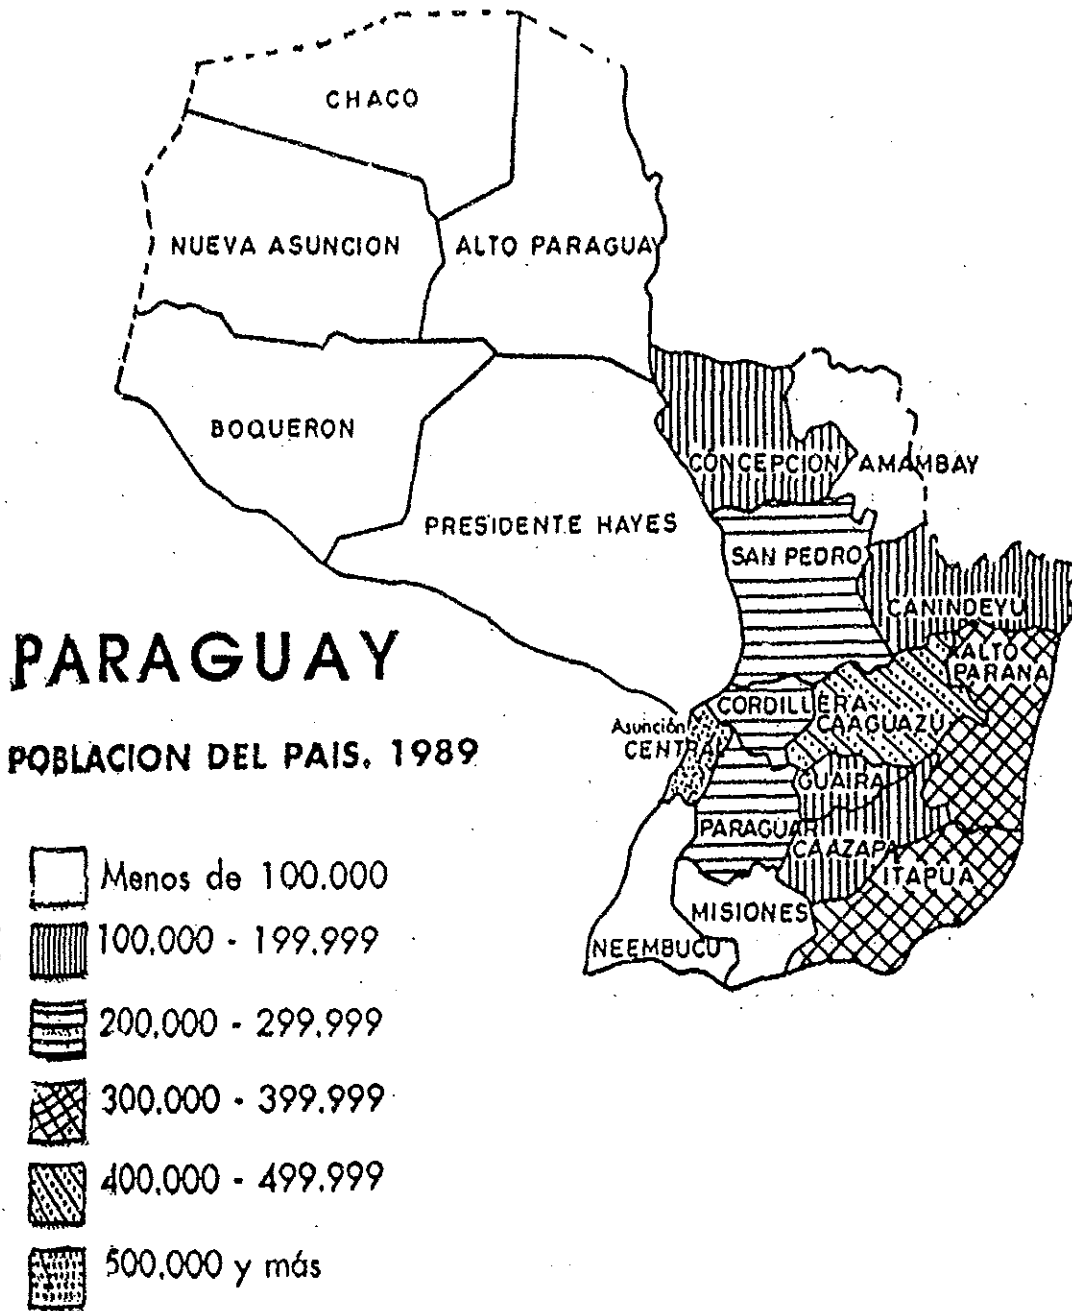 CHACO
NUEVA ASUNCION
ALTO PARAGUAY
BOQUERON
CONCEPCION
AMAMBAY
PRESIDENTE HAYES
SAN PEDRO
CANINDEYU
PARAGUAY
ALTO
PARANA
CORDILLERA
Asunción
CENTRAL
CAAGUAZU
POBLACION DEL PAIS. 1989
GUAIRA
PARAGUARI
CAAZAPA
ITAPUA
MISIONES
NEEMBUCU
Menos de 100.000
100,000 - 199.999
200,000 - 299.999
300.000 - 399.999
400.000 - 499.999
500.000 y más